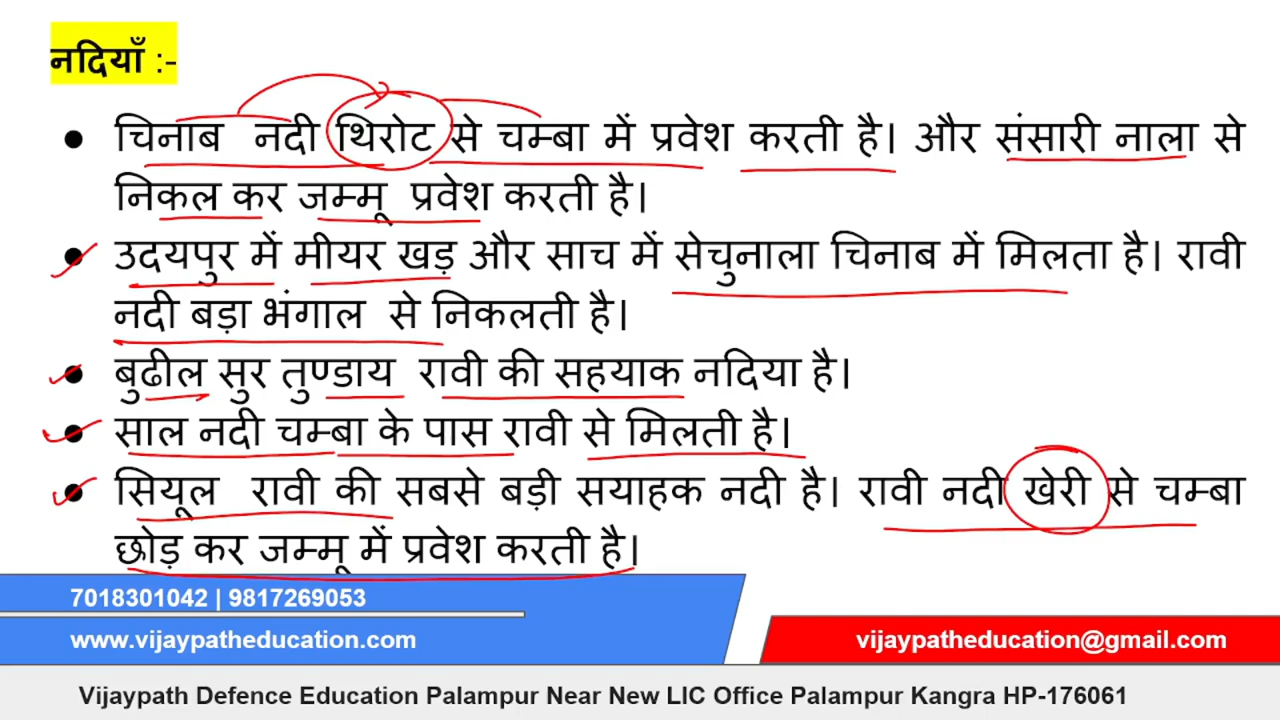 नदियाँ :-
● चिनाब नदी थिरोट से चम्बा में प्रवेश करती है। और संसारी नाला से
निकल कर जम्मू प्रवेश करती है।
● उदयपुर में मीयर खड़ और साच में सेचुनाला चिनाब में मिलता है। रावी
नदी बड़ा भंगाल से निकलती है।
● बुढील सुर तुण्डाय रावी की सहयाक नदिया है।
● साल नदी चम्बा के पास रावी से मिलती है।
● सियूल रावी की सबसे बड़ी सयाहक नदी है। रावी नदी खेरी से चम्बा
छोड़ कर जम्मू में प्रवेश करती है।
7018301042 | 9817269053
www.vijaypatheducation.com
vijaypatheducation@gmail.com
Vijaypath Defence Education Palampur Near New LIC Office Palampur Kangra HP-176061